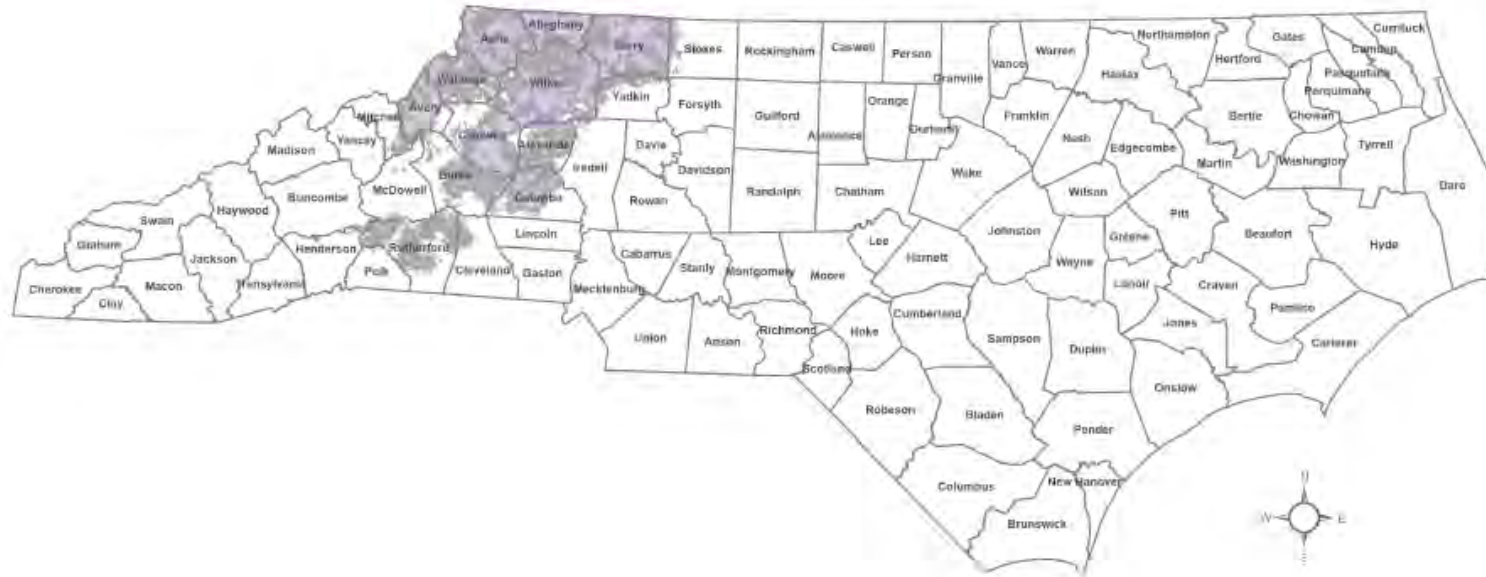 Alleghany
Ashe
Surry
Stokes
Rockingham
Caswell
Person
Granville
Vance
Warren
Northampton
Gates
Currituck
Camden
Hertford
Halifax
Pasquotank
Perquimans
Watauga
Wilkes
Yadkin
Forsyth
Guilford
Alamance
Orange
Durham
Franklin
Bertie
Chowan
Avery
Mitchell
Caldwell
Alexander
Davie
Nash
Edgecombe
Martin
Washington
Tyrrell
Madison
Yancey
Burke
Iredell
Davidson
Randolph
Chatham
Wake
Wilson
Dare
Buncombe
McDowell
Catawba
Rowan
Haywood
Swain
Pitt
Graham
Jackson
Henderson
Rutherford
Lincoln
Cabarrus
Stanly
Montgomery
Moore
Lee
Harnett
Johnston
Wayne
Greene
Beaufort
Hyde
Cherokee
Macon
Transylvania
Polk
Cleveland
Gaston
Mecklenburg
Lenoir
Craven
Pamlico
Clay
Union
Anson
Richmond
Hoke
Cumberland
Sampson
Duplin
Jones
Carteret
Scotland
Onslow
Robeson
Bladen
Pender
Columbus
New Hanover
Brunswick
N
W E